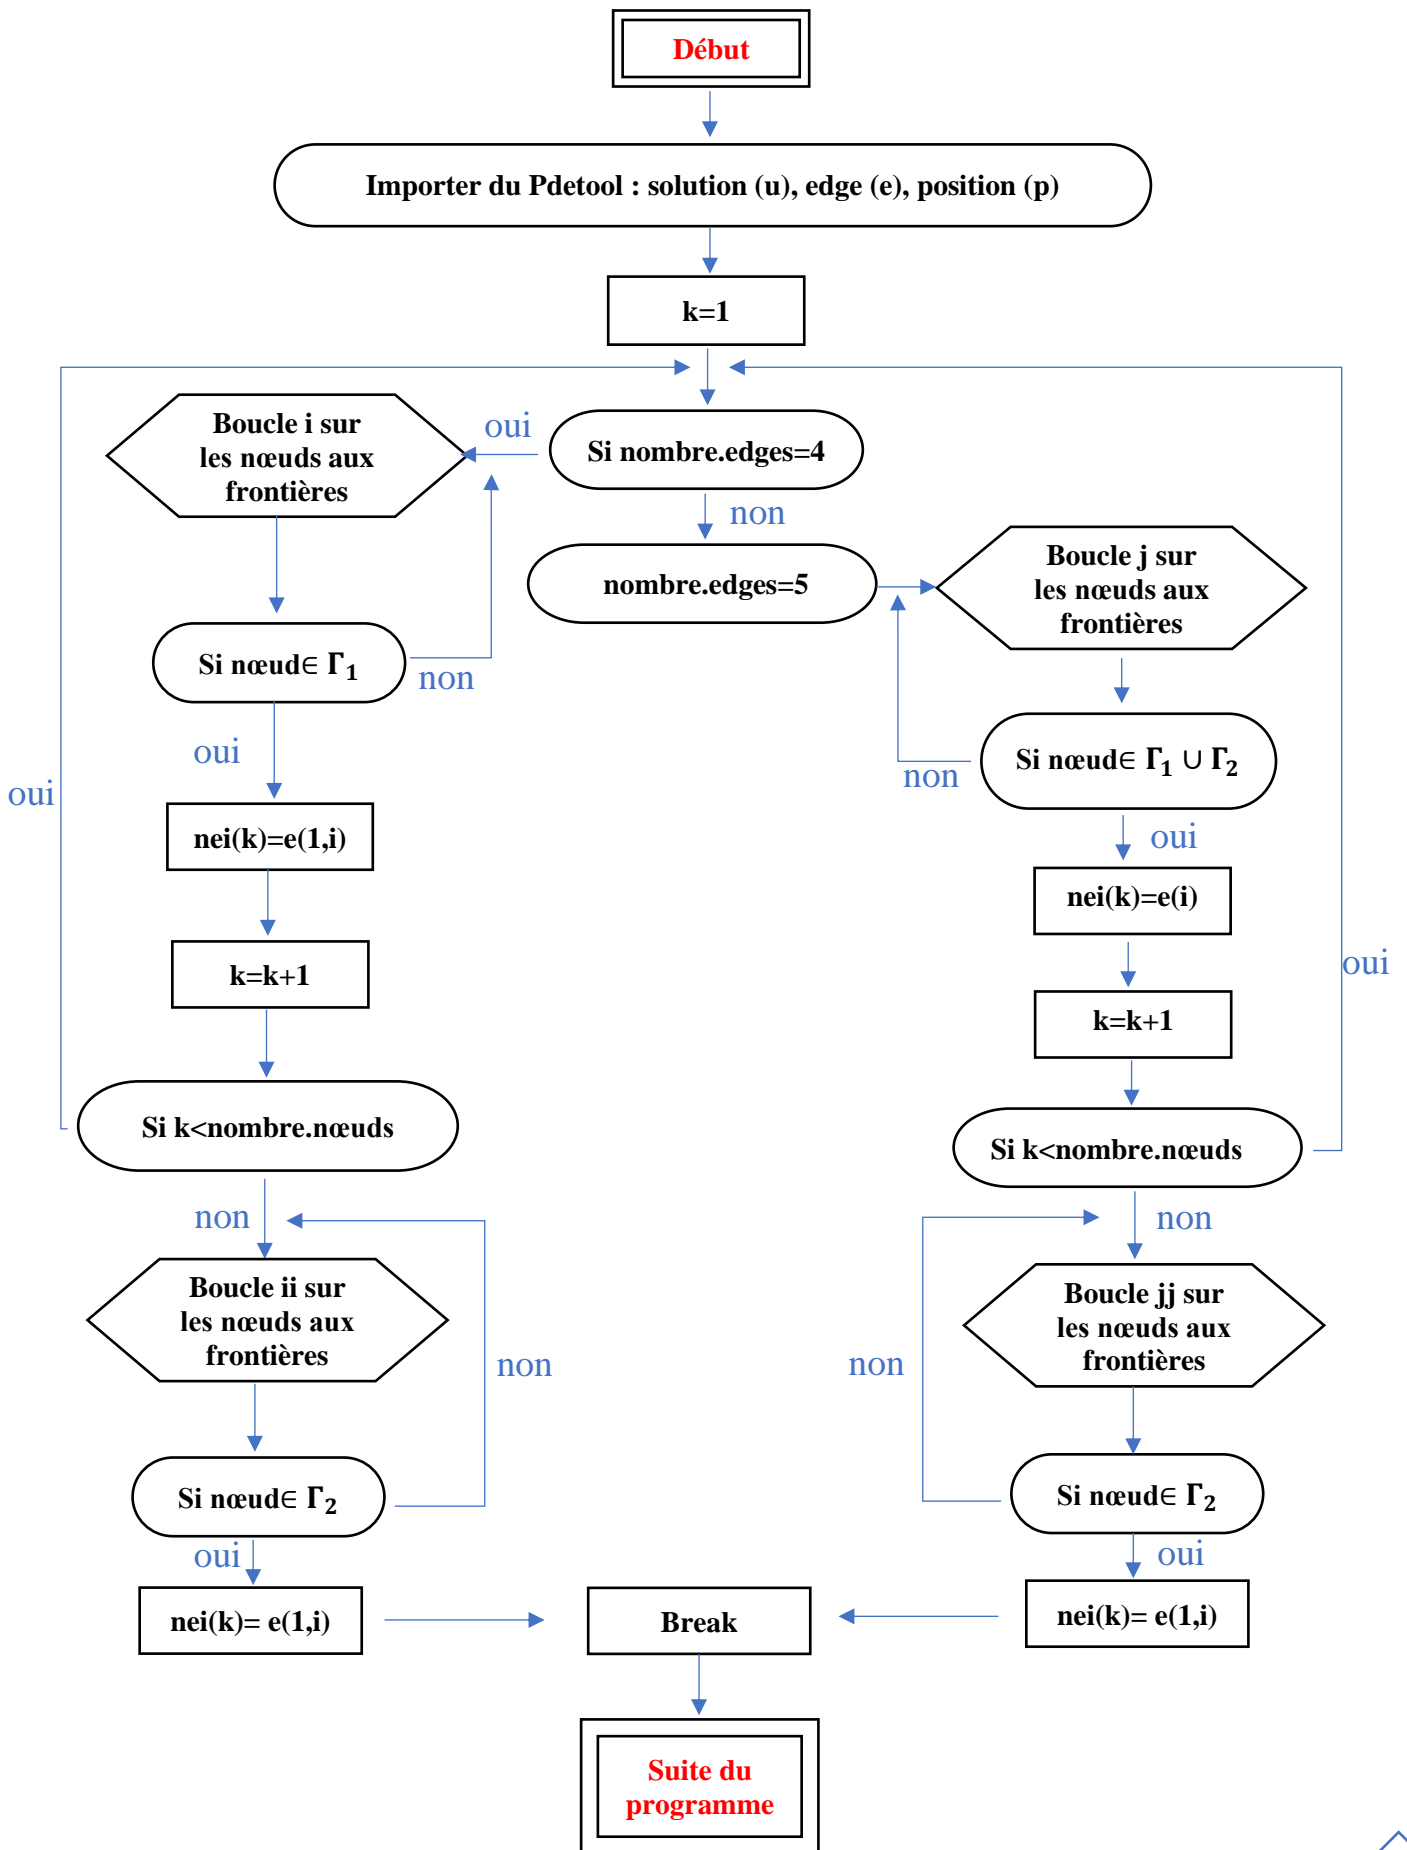 Début
Importer du Pdetool : solution (u), edge (e), position (p)
k=1
Boucle i sur
les nœuds aux
frontières
oui
Si nombre.edges=4
non
nombre.edges=5
Boucle j sur
les nœuds aux
frontières
Si nœud∈ Γ₁
non
oui
Si nœud∈ Γ₁ ∪ Γ₂
non
oui
oui
nei(k)=e(1,i)
nei(k)=e(i)
k=k+1
oui
k=k+1
Si k<nombre.nœuds
Si k<nombre.nœuds
non
non
Boucle ii sur
les nœuds aux
frontières
non
Boucle jj sur
les nœuds aux
frontières
non
Si nœud∈ Γ₂
Si nœud∈ Γ₂
oui
oui
nei(k)= e(1,i)
Break
nei(k)= e(1,i)
Suite du
programme